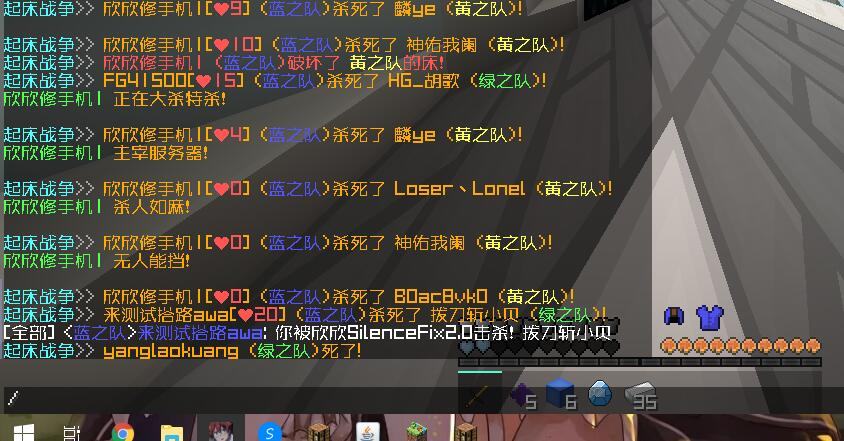 起床战争>> 欣欣修手机|[❤9] (蓝之队)杀死了 麟ye (黄之队)!
起床战争>> 欣欣修手机|[❤10] (蓝之队)杀死了 神佑我阑 (黄之队)!
起床战争>> 欣欣修手机| (蓝之队)破坏了 黄之队的床!
起床战争>> FG41500[❤15] (蓝之队)杀死了 HG_胡歌 (绿之队)!
欣欣修手机| 正在大杀特杀!
起床战争>> 欣欣修手机|[❤4] (蓝之队)杀死了 麟ye (黄之队)!
欣欣修手机| 主宰服务器!
起床战争>> 欣欣修手机|[❤0] (蓝之队)杀死了 Loser丶Lonel (黄之队)!
欣欣修手机| 杀人如麻!
起床战争>> 欣欣修手机|[❤0] (蓝之队)杀死了 神佑我阑 (黄之队)!
欣欣修手机| 无人能挡!
起床战争>> 欣欣修手机|[❤0] (蓝之队)杀死了 BOac8vkO (黄之队)!
起床战争>> 来测试搭路awa[❤20] (蓝之队)杀死了 拨刀斩小贝 (绿之队)!
[全部] <蓝之队>来测试搭路awa: 你被欣欣SilenceFix2.0击杀! 拨刀斩小贝
起床战争>> yanglaokuang (绿之队)死了!
5 6 35
/